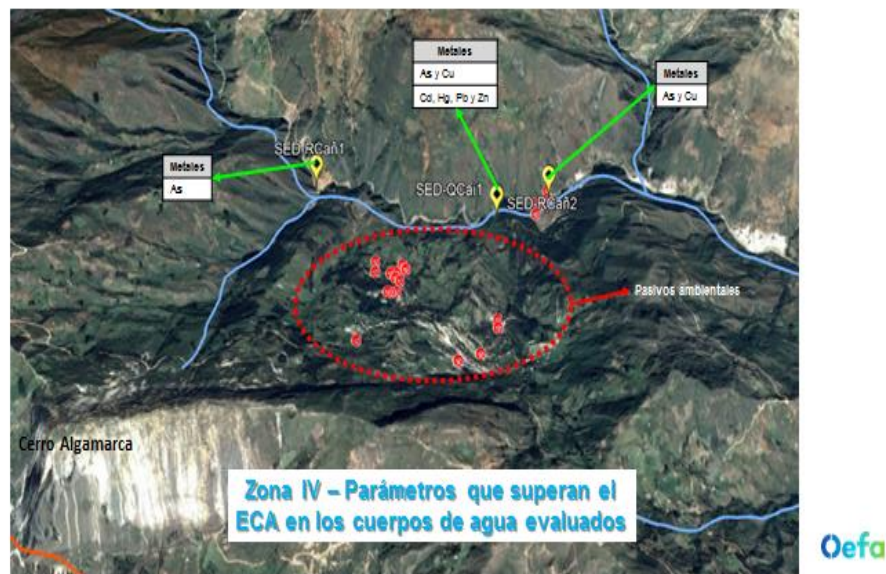 Metales
As y Cu
Cd, Hg, Pb y Zn
Metales
As y Cu
SED-RCañ1
Metales
As
SED-QCai1
SED-RCañ2
Pasivos ambientales
Cerro Algamarca
Zona IV – Parámetros que superan el
ECA en los cuerpos de agua evaluados
Oefa